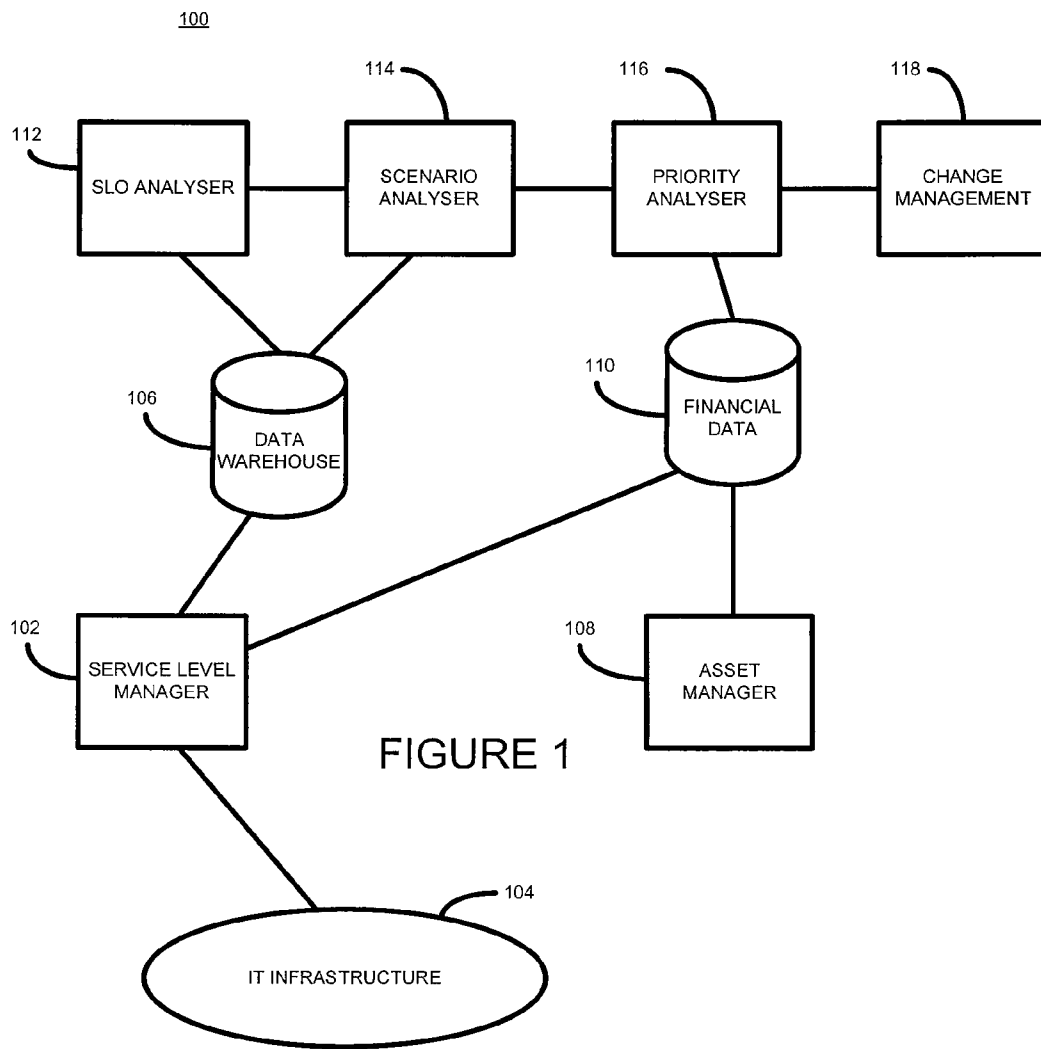 100
114
116
118
112
SLO ANALYSER
SCENARIO
ANALYSER
PRIORITY
ANALYSER
CHANGE
MANAGEMENT
106
DATA
WAREHOUSE
110
FINANCIAL
DATA
102
SERVICE LEVEL
MANAGER
108
ASSET
MANAGER
FIGURE 1
104
IT INFRASTRUCTURE